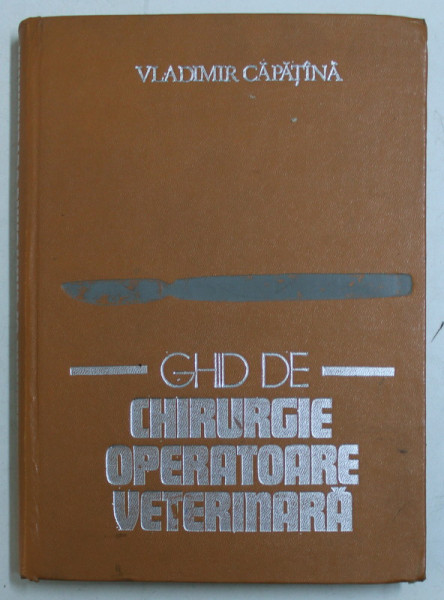 VLADIMIR CĂPĂȚÎNĂ
GHID DE
CHIRURGIE
OPERATOARE
VETERINARĂ